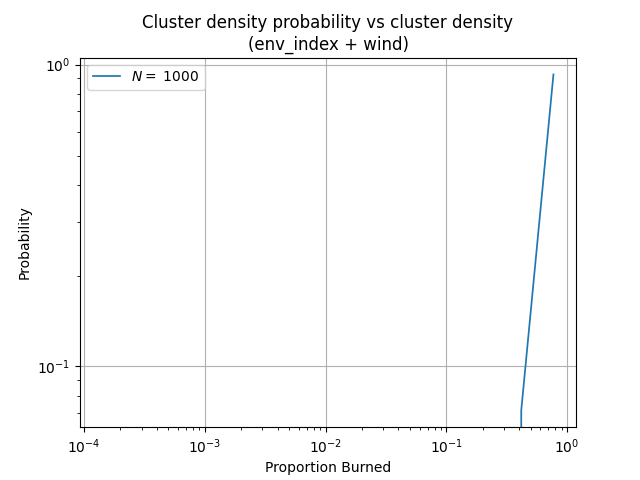 Cluster density probability vs cluster density
(env_index + wind)
N = 1000
10⁰
10⁻¹
Probability
10⁻⁴ 10⁻³ 10⁻² 10⁻¹ 10⁰
Proportion Burned